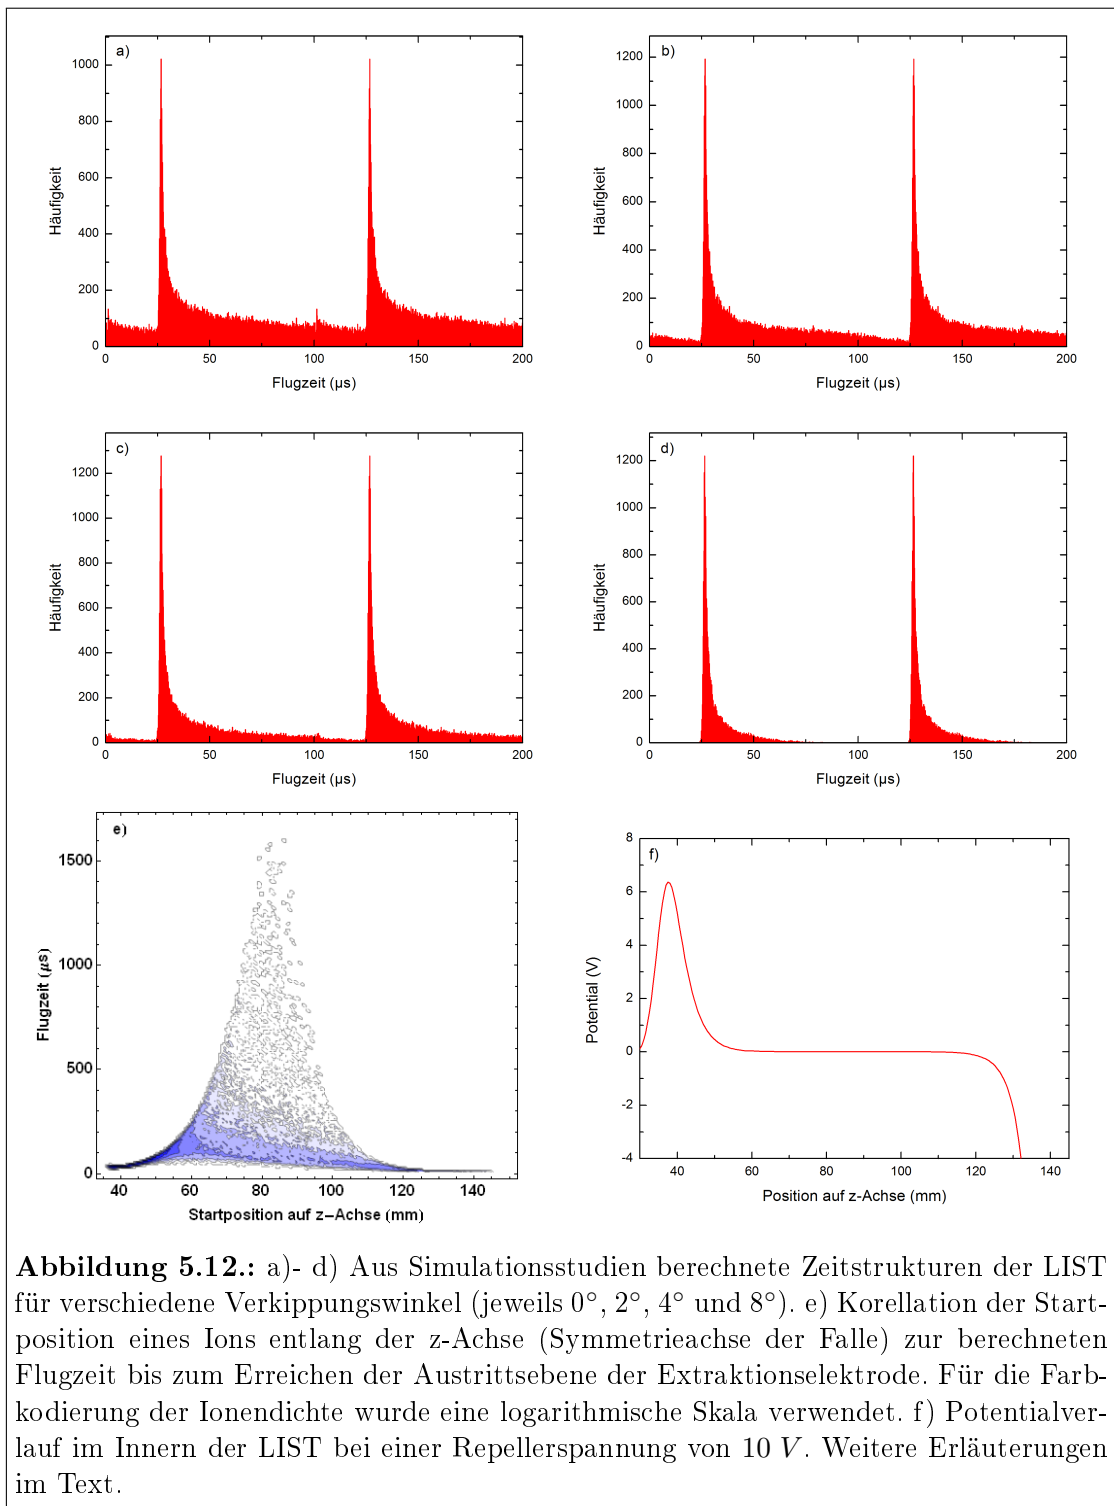 a)
1000
800
600
400
200
0
Häufigkeit
0 50 100 150 200
Flugzeit (µs)
b)
1200
1000
800
600
400
200
0
Häufigkeit
0 50 100 150 200
Flugzeit (µs)
c)
1200
1000
800
600
400
200
0
Häufigkeit
0 50 100 150 200
Flugzeit (µs)
d)
1200
1000
800
600
400
200
0
Häufigkeit
0 50 100 150 200
Flugzeit (µs)
e)
1500
1000
500
0
Flugzeit (µs)
40 60 80 100 120 140
Startposition auf z-Achse (mm)
f)
8
6
4
2
0
-2
-4
Potential (V)
40 60 80 100 120 140
Position auf z-Achse (mm)
Abbildung 5.12.: a)- d) Aus Simulationsstudien berechnete Zeitstrukturen der LIST
für verschiedene Verkippungswinkel (jeweils 0°, 2°, 4° und 8°). e) Korellation der Start-
position eines Ions entlang der z-Achse (Symmetrieachse der Falle) zur berechneten
Flugzeit bis zum Erreichen der Austrittsebene der Extraktionselektrode. Für die Farb-
kodierung der Ionendichte wurde eine logarithmische Skala verwendet. f) Potentialver-
lauf im Innern der LIST bei einer Repellerspannung von 10 V. Weitere Erläuterungen
im Text.